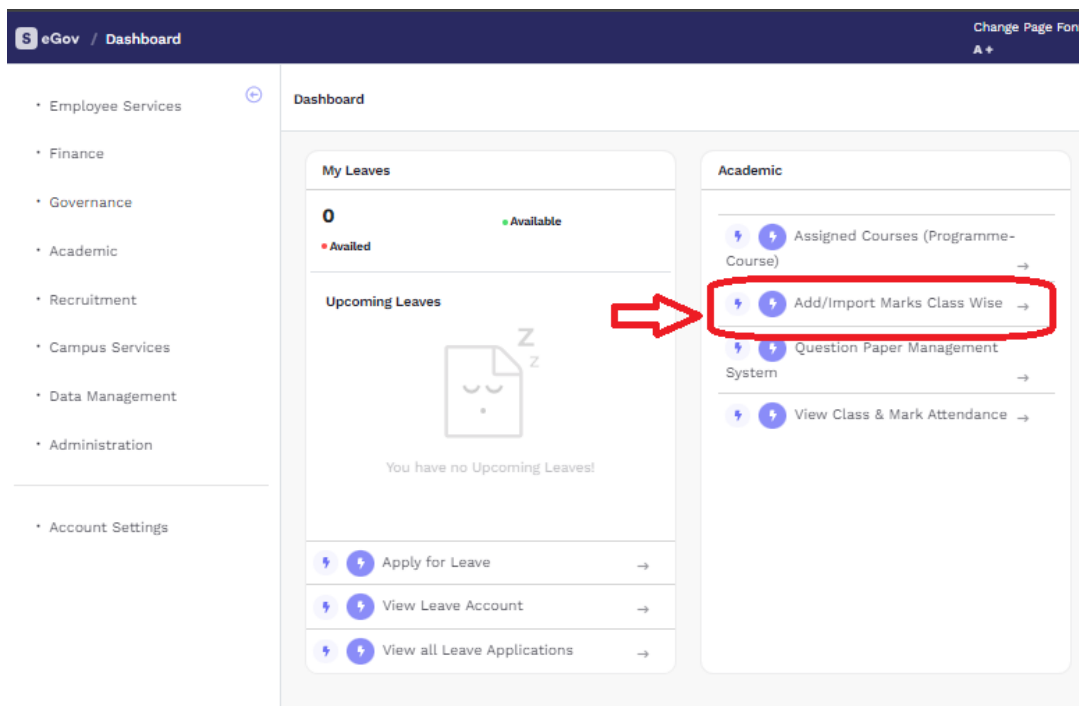 S eGov / Dashboard
Change Page Fon
A +
Employee Services
Finance
Governance
Academic
Recruitment
Campus Services
Data Management
Administration
Account Settings
Dashboard
My Leaves
0
Available
Availed
Upcoming Leaves
Z
Z
You have no Upcoming Leaves!
Apply for Leave
View Leave Account
View all Leave Applications
Academic
Assigned Courses (Programme-
Course)
Add/Import Marks Class Wise
Question Paper Management
System
View Class & Mark Attendance